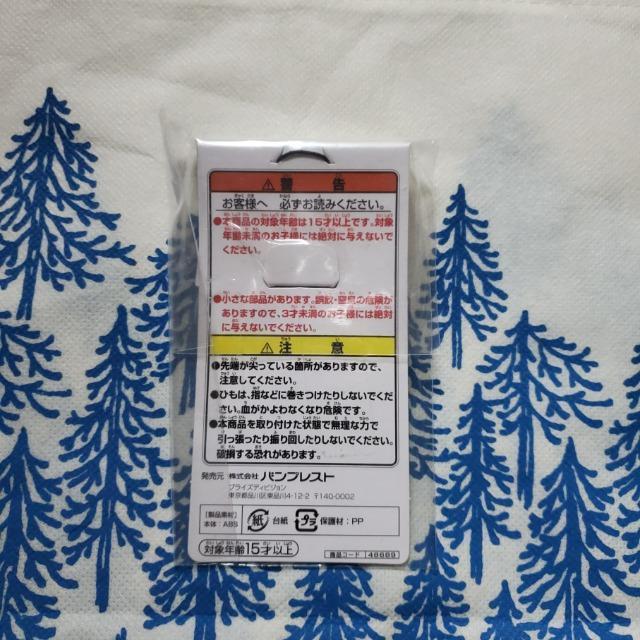 ⚠警告
お客様へ 必ずお読みください。
●本商品の対象年齢は15才以上です。対象
年齢未満のお子様には絶対に与えないで
ください。
●小さな部品があります。誤飲・窒息の危険が
ありますので、3才未満のお子様には絶対
に与えないでください。
⚠注意
●先端が尖っている箇所がありますので、
注意してください。
●ひもは、指などに巻きつけたりしないでくだ
さい。血がかよわなくなり危険です。
●本商品を取り付けた状態で無理な力で
引っ張ったり振り回したりしないでください。
破損する恐れがあります。
発売元 株式会社 バンプレスト
プライズディビジョン
東京都品川区東品川4-12-2 〒140-0002
[製品素材]
本体:ABS
紙 台紙 プラ 保護材:PP
対象年齢15才以上
商品コード 48689